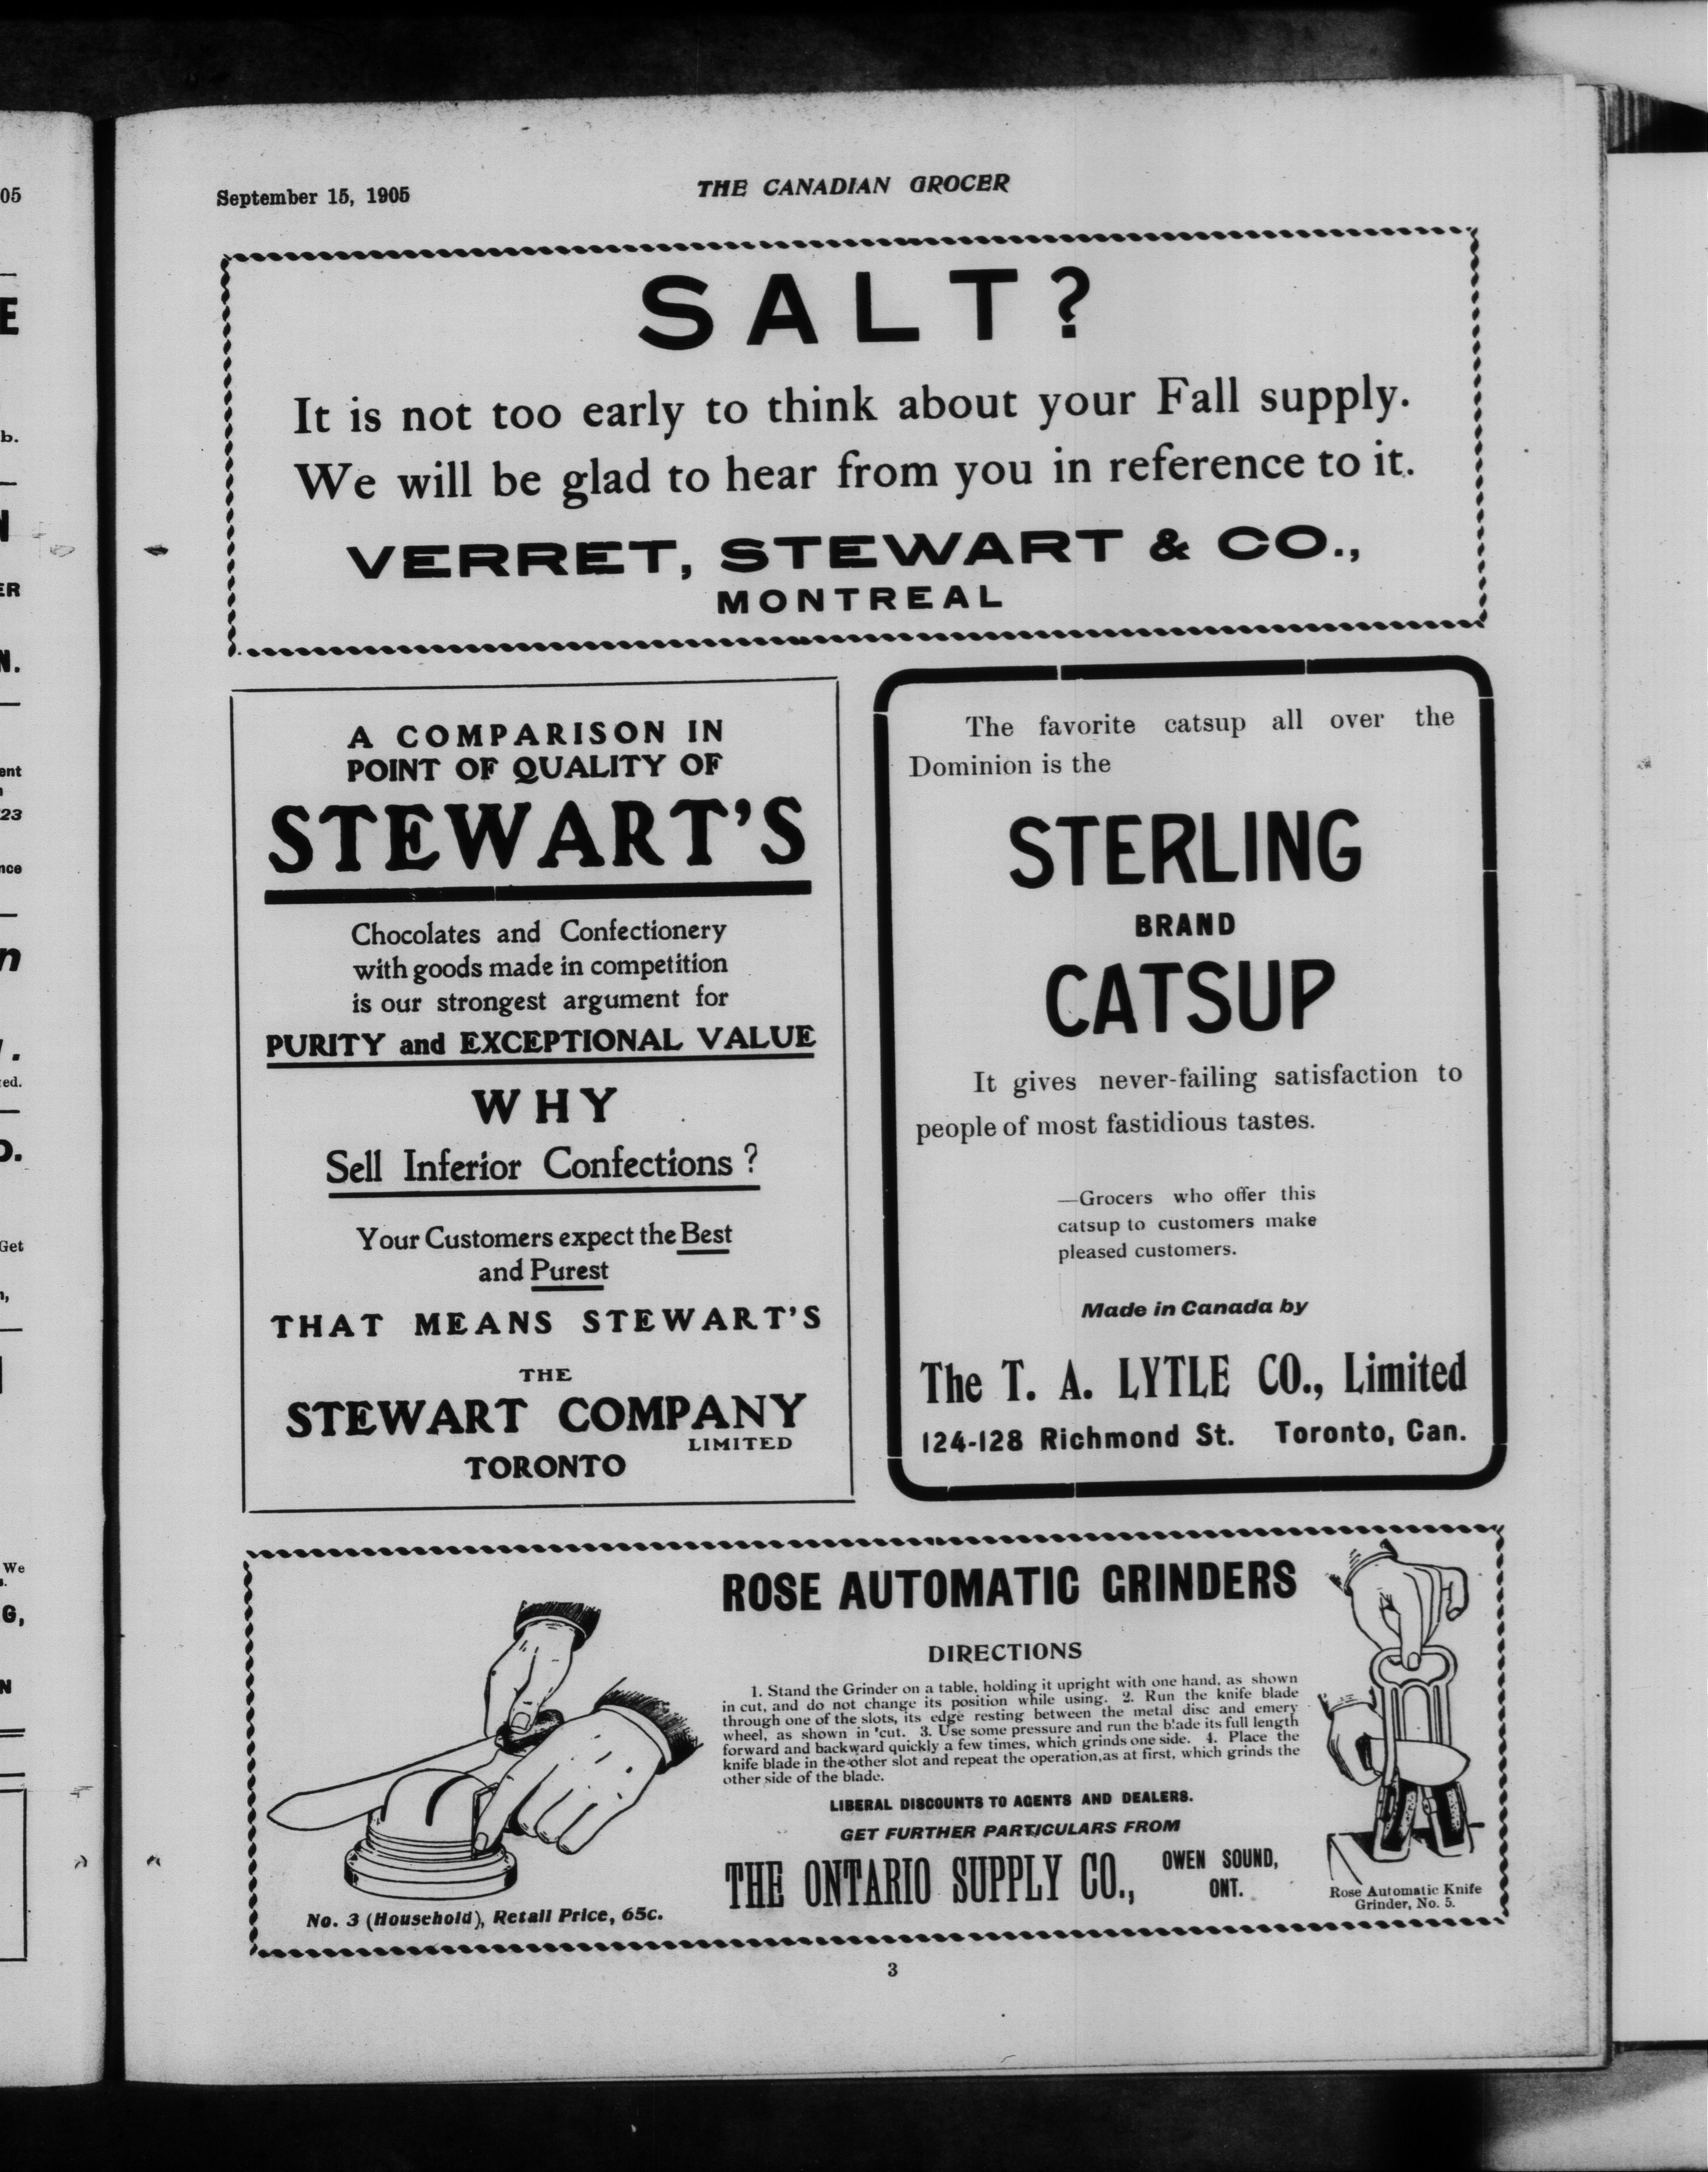 September 15, 1905
THE CANADIAN GROCER
SALT?
It is not too early to think about your Fall supply.
We will be glad to hear from you in reference to it.
VERRET, STEWART & CO.,
MONTREAL
A COMPARISON IN
POINT OF QUALITY OF
STEWART'S
Chocolates and Confectionery
with goods made in competition
is our strongest argument for
PURITY and EXCEPTIONAL VALUE
WHY
Sell Inferior Confections?
Your Customers expect the Best
and Purest
THAT MEANS STEWART'S
THE
STEWART COMPANY
LIMITED
TORONTO
The favorite catsup all over the
Dominion is the
STERLING
BRAND
CATSUP
It gives never-failing satisfaction to
people of most fastidious tastes.
—Grocers who offer this
catsup to customers make
pleased customers.
Made in Canada by
The T. A. LYTLE CO., Limited
124-128 Richmond St. Toronto, Can.
ROSE AUTOMATIC GRINDERS
DIRECTIONS
1. Stand the Grinder on a table, holding it upright with one hand, as shown
in cut, and do not change its position while using. 2. Run the knife blade
through one of the slots, its edge resting between the metal disc and emery
wheel, as shown in cut. 3. Use some pressure and run the blade its full length
forward and backward quickly a few times, which grinds one side. 4. Place the
knife blade in the other slot and repeat the operation, as at first, which grinds the
other side of the blade.
LIBERAL DISCOUNTS TO AGENTS AND DEALERS.
GET FURTHER PARTICULARS FROM
THE ONTARIO SUPPLY CO., OWEN SOUND,
ONT.
No. 3 (Household), Retail Price, 65c.
Rose Automatic Knife
Grinder, No. 5.
3
05
E
b.
ER
N.
ent
23
nce
n
ed.
Get
We
G,
N